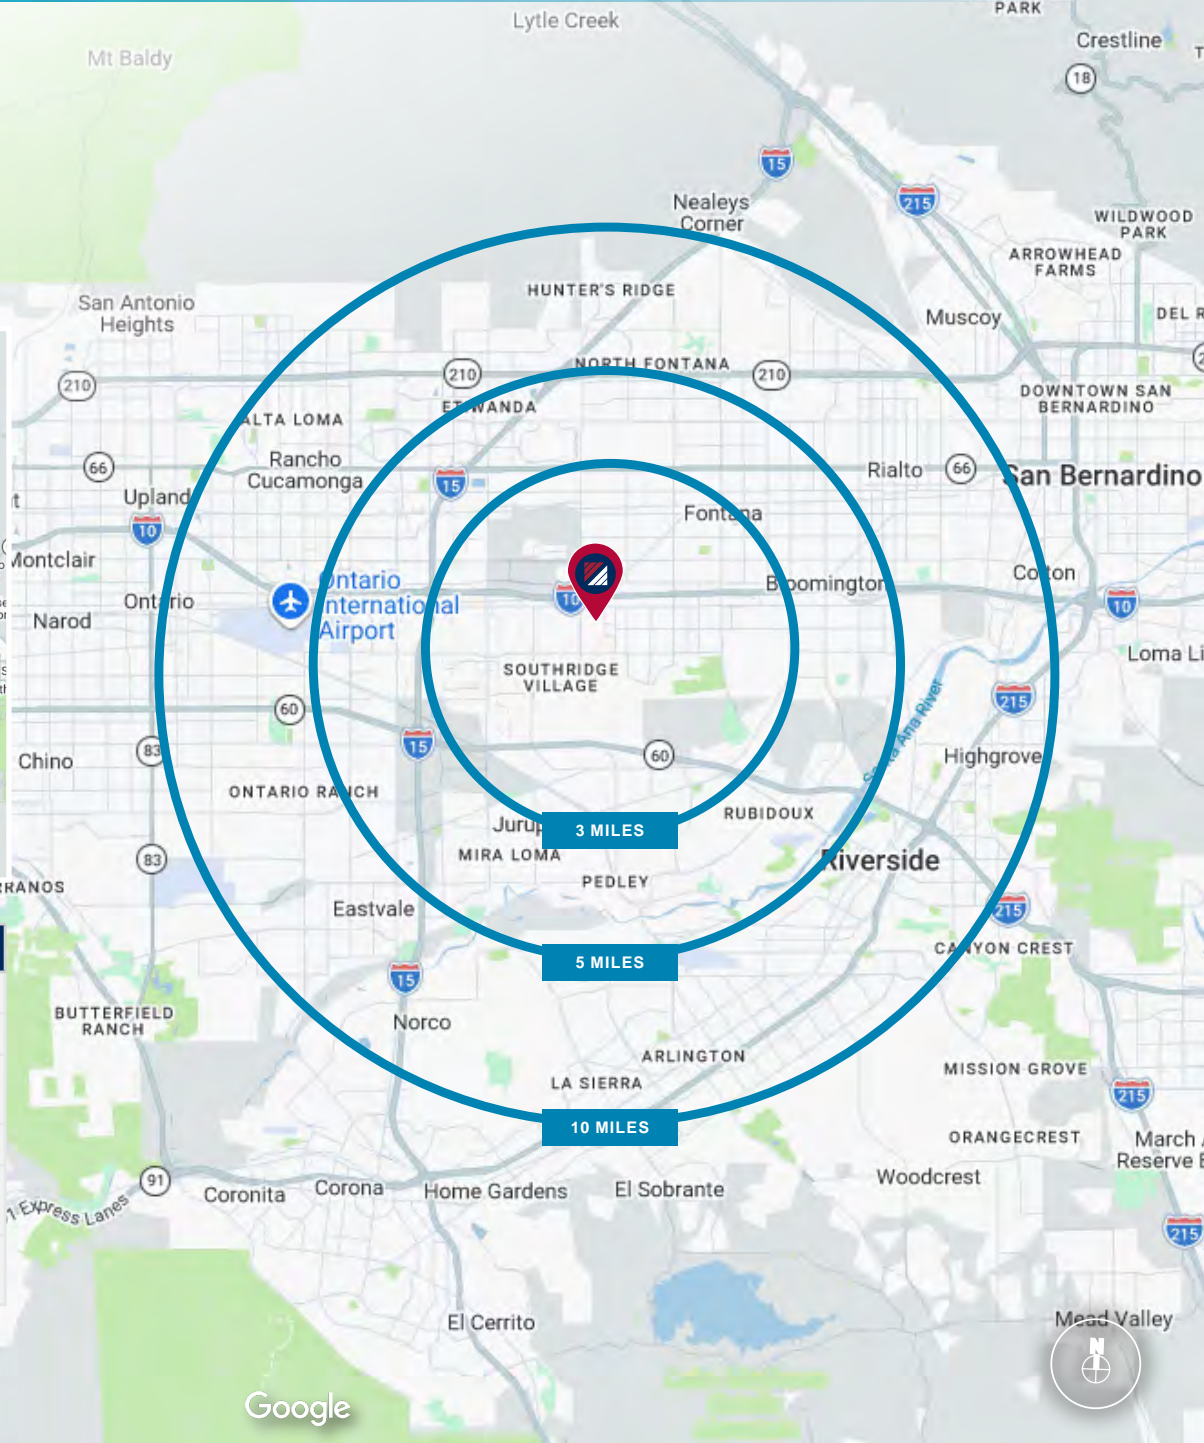 PARK
Lytle Creek
Crestline
Mt Baldy
18
15
Nealeys
Corner
215
WILDWOOD
PARK
ARROWHEAD
FARMS
HUNTER'S RIDGE
San Antonio
Heights
Muscoy
DEL R
NORTH FONTANA
210
210
210
DOWNTOWN SAN
BERNARDINO
ETIWANDA
ALTA LOMA
Rancho
Cucamonga
66
15
Rialto
66
San Bernardino
Upland
Fontana
10
Montclair
Ontario
International
Airport
10
Bloomington
Colton
Ontario
10
Narod
Loma Li
SOUTHRIDGE
VILLAGE
Santa Ana River
215
60
83
15
60
Chino
Highgrove
ONTARIO RANCH
RUBIDOUX
Jurup
3 MILES
MIRA LOMA
83
Riverside
PEDLEY
RRANOS
Eastvale
215
CANYON CREST
5 MILES
15
BUTTERFIELD
RANCH
Norco
ARLINGTON
MISSION GROVE
LA SIERRA
215
10 MILES
ORANGECREST
March
Reserve
91
Woodcrest
Coronita
Corona
Home Gardens
El Sobrante
1 Express Lanes
215
El Cerrito
Mead Valley
N
Google